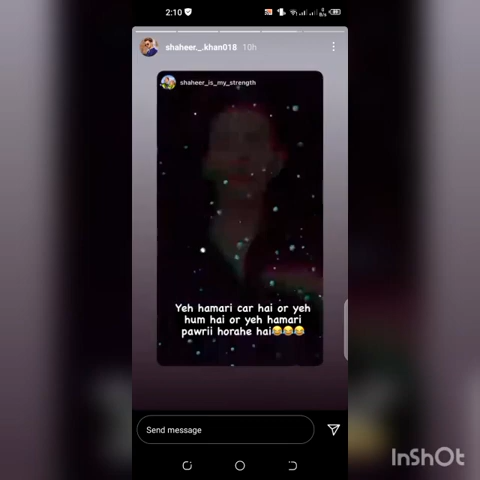 2:10
shaheer._.khan018 10h
shaheer_is_my_strength
Yeh hamari car hai or yeh
hum hai or yeh hamari
pawrii horahe hai😂😂😂
Send message
InShOt